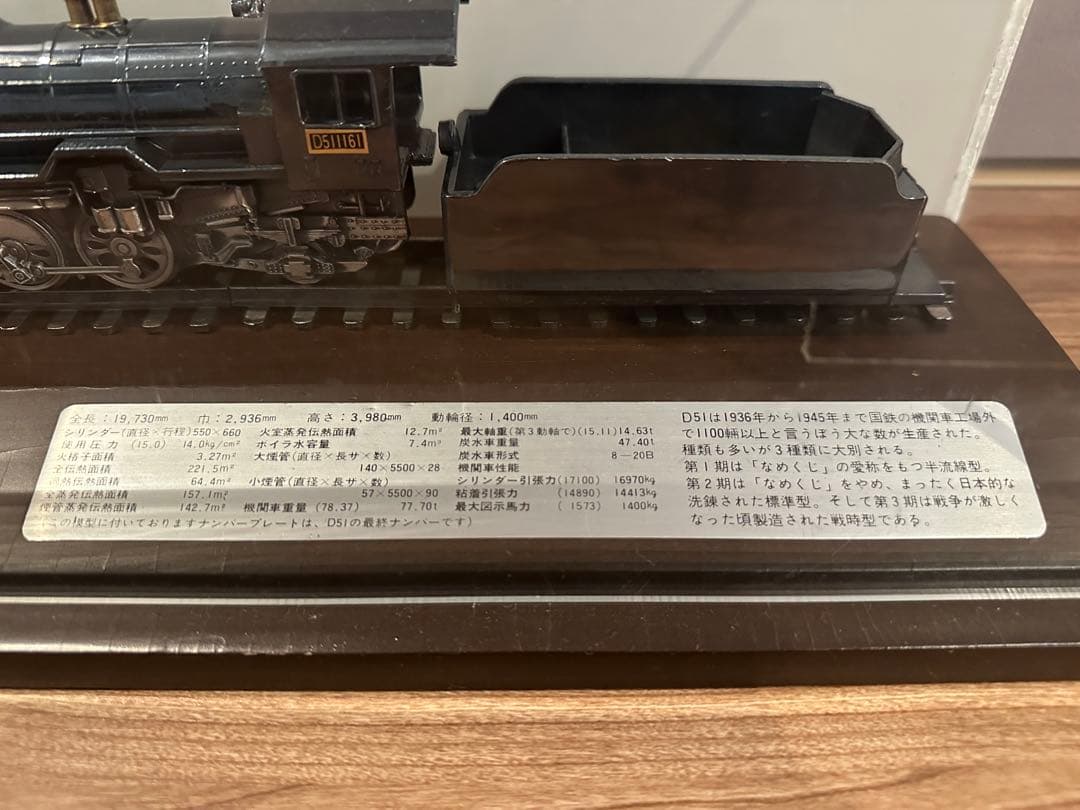 D511161
全長：19,730mm 巾：2,936mm 高さ：3,980mm 動輪径：1,400mm
シリンダー(直径×行程)550×660 火室蒸発伝熱面積 12.7m² 最大軸重(第3動軸で)(15.11)14.63t
使用圧力 (15.0) 14.0kg/cm² ボイラ水容量 7.4m³ 炭水車重量 47.40t
火格子面積 3.27m² 大煙管(直径×長サ×数) 炭水車形式 8－20B
全伝熱面積 221.5m² 140×5500×28 機関車性能
過熱伝熱面積 64.4m² 小煙管(直径×長サ×数) シリンダー引張力(17100) 16970kg
全蒸発伝熱面積 157.1m² 57×5500×90 粘着引張力 (14890) 14413kg
煙管蒸発伝熱面積 142.7m² 機関車重量 (78.37) 77.70t 最大図示馬力 (1573) 1400kg
(この模型に付いておりますナンバープレートは、D51の最終ナンバーです)
D51は1936年から1945年まで国鉄の機関車工場外
で1100輛以上と言うぼう大な数が生産された。
種類も多いが3種類に大別される。
第1期は「なめくじ」の愛称をもつ半流線型。
第2期は「なめくじ」をやめ、まったく日本的な
洗錬された標準型。そして第3期は戦争が激しく
なった頃製造された戦時型である。